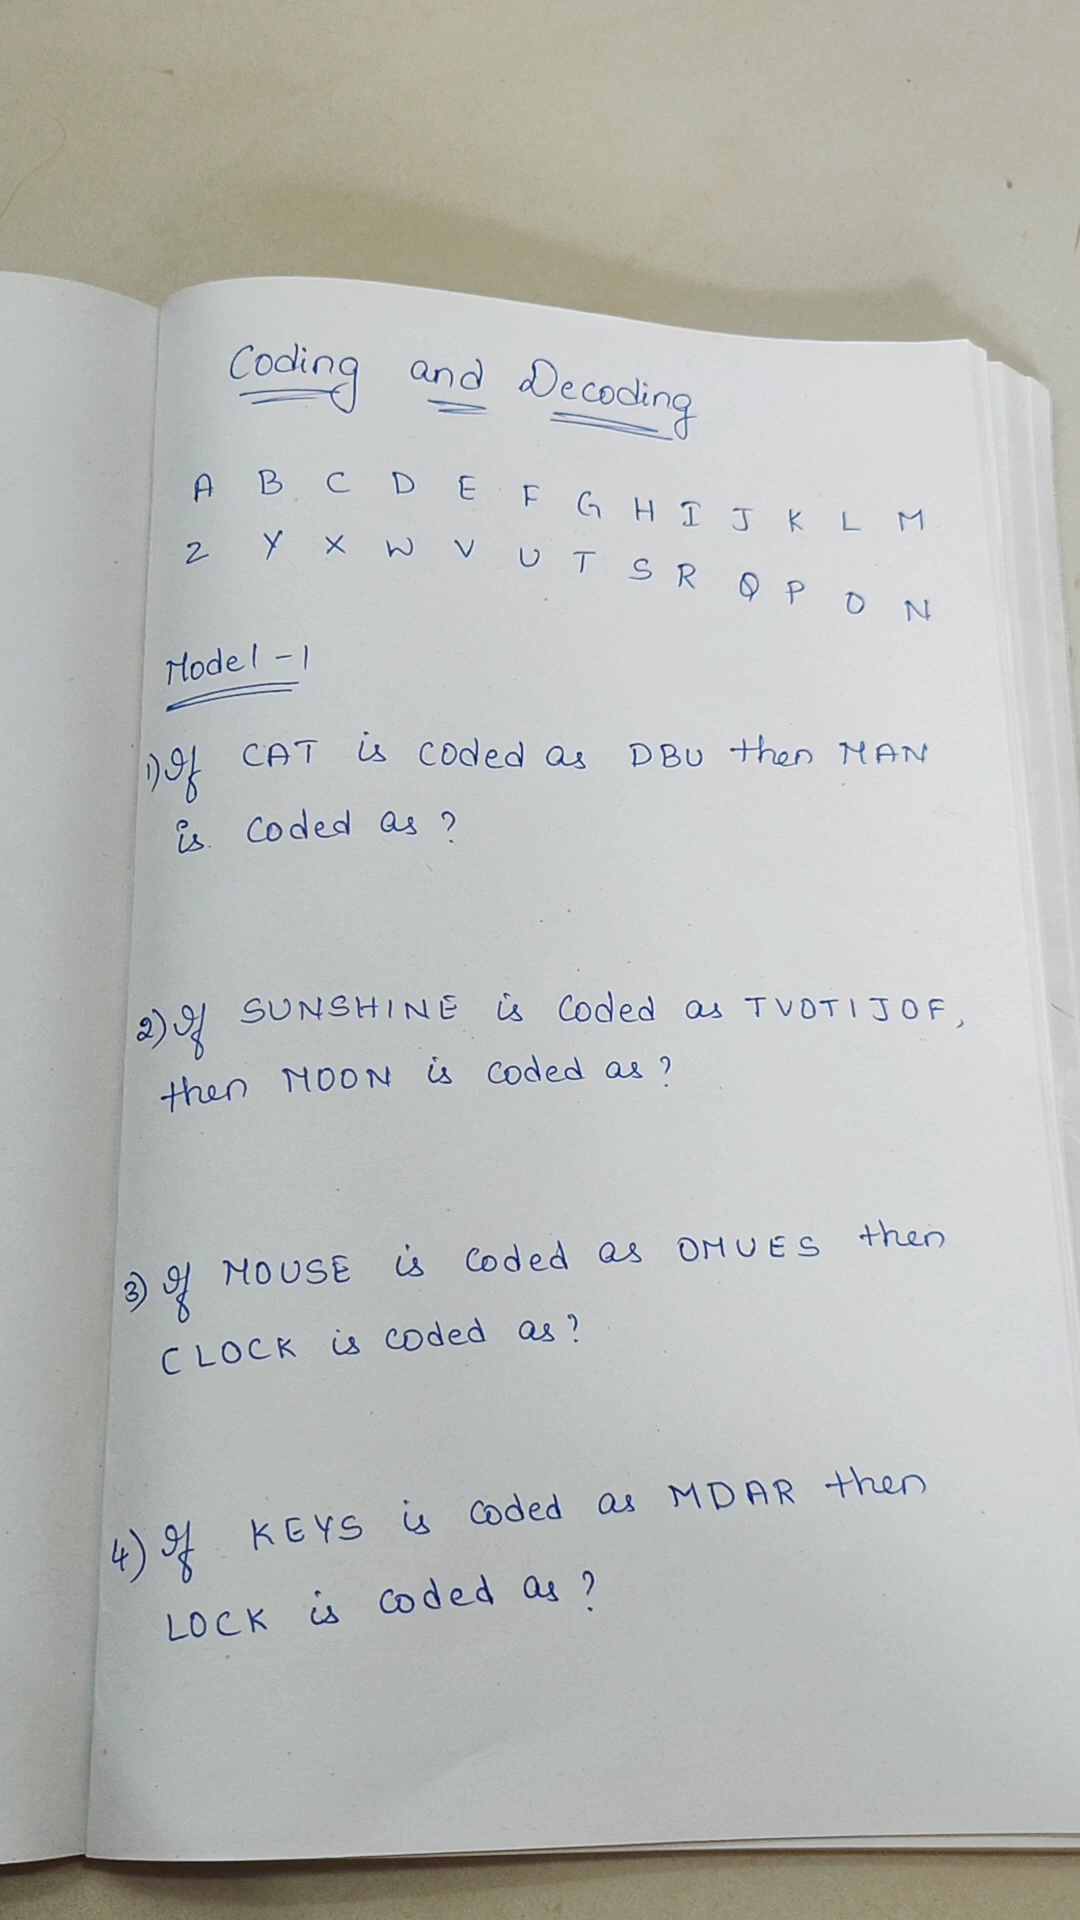 Coding and Decoding
A B C D E F G H I J K L M
Z Y X W V U T S R Q P O N
Model-1
1) If CAT is coded as DBU then MAN
is coded as?
2) If SUNSHINE is coded as TVOTIJOF,
then MOON is coded as?
3) If MOUSE is coded as OMUES then
CLOCK is coded as?
4) If KEYS is coded as MDAR then
LOCK is coded as?